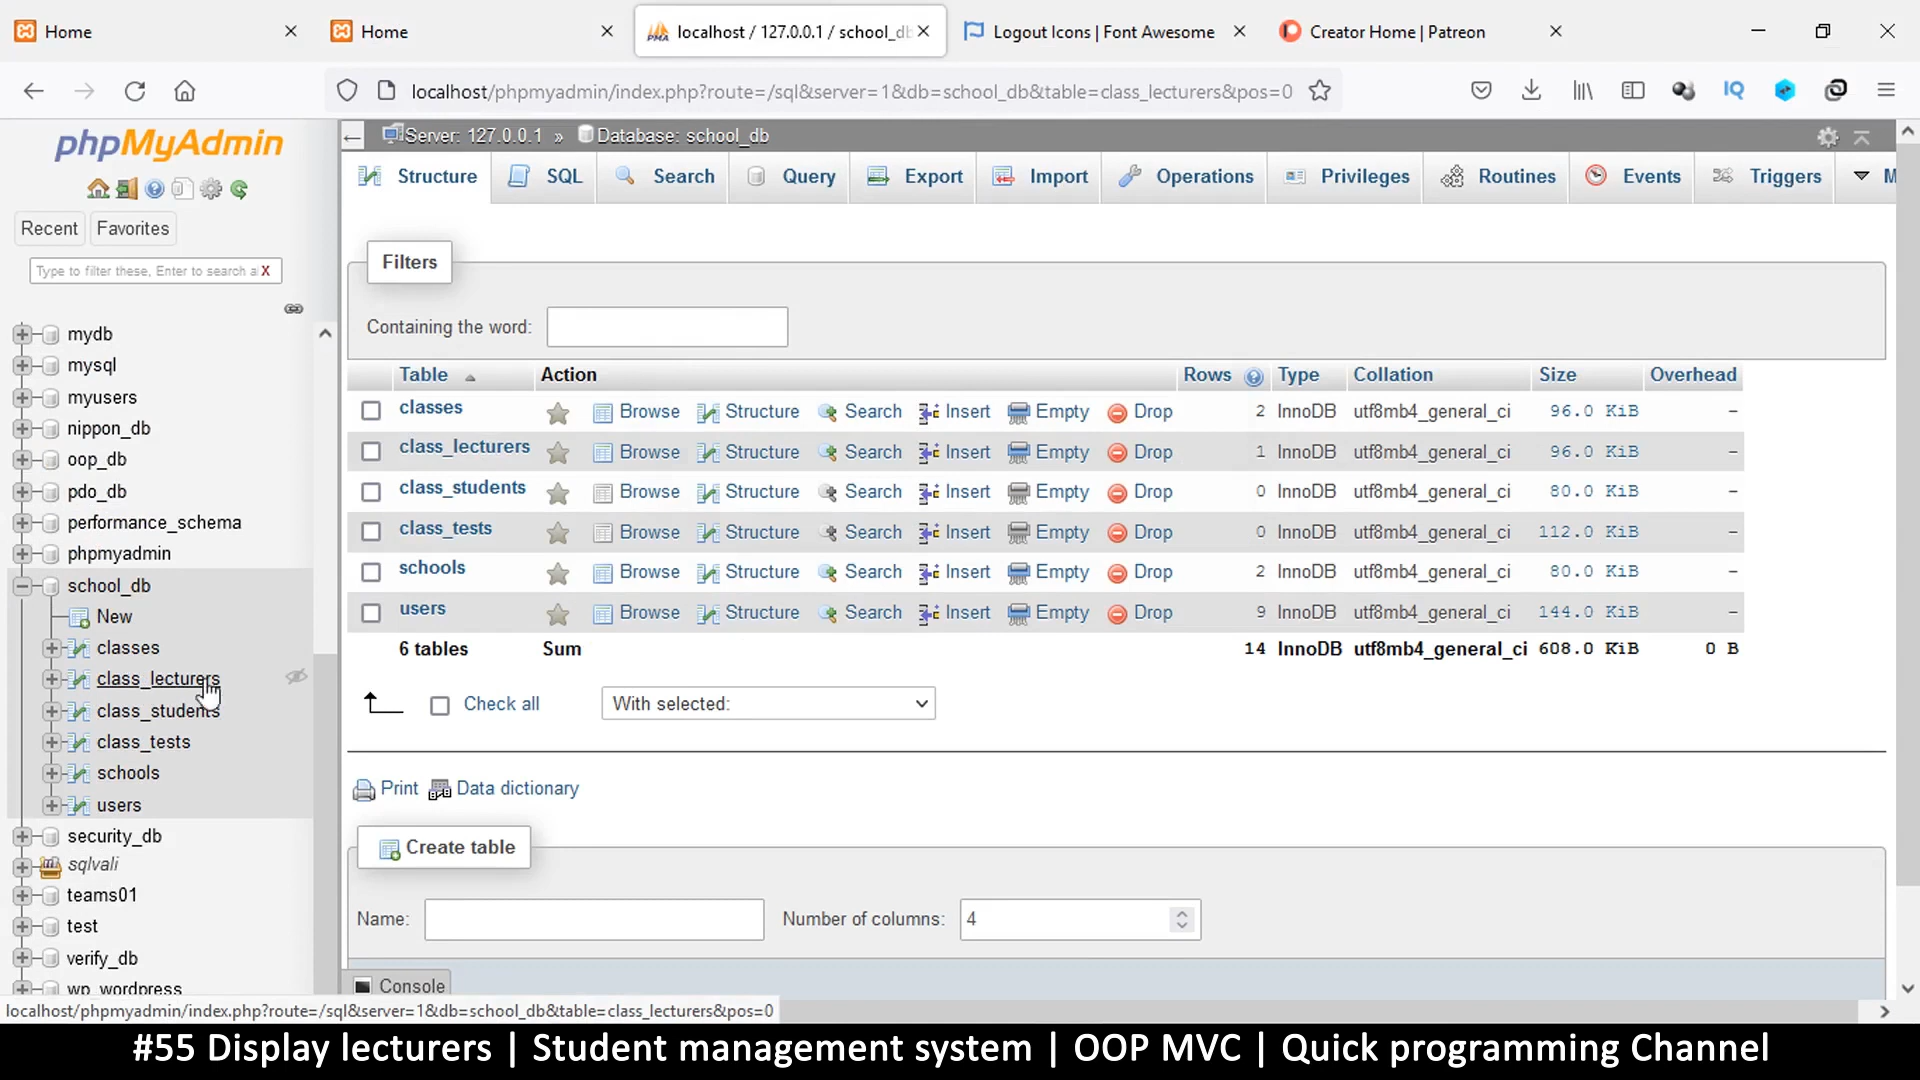 Home
Home
localhost / 127.0.0.1 / school_db
Logout Icons | Font Awesome
Creator Home | Patreon
localhost/phpmyadmin/index.php?route=/sql&server=1&db=school_db&table=class_lecturers&pos=0
phpMyAdmin
Recent
Favorites
Type to filter these, Enter to search a X
mydb
mysql
myusers
nippon_db
oop_db
pdo_db
performance_schema
phpmyadmin
school_db
New
classes
class_lecturers
class_students
class_tests
schools
users
security_db
sqlvali
teams01
test
verify_db
wp_wordpress
Server: 127.0.0.1 » Database: school_db
Structure SQL Search Query Export Import Operations Privileges Routines Events Triggers M
Filters
Containing the word:
Table Action Rows Type Collation Size Overhead
classes Browse Structure Search Insert Empty Drop 2 InnoDB utf8mb4_general_ci 96.0 KiB -
class_lecturers Browse Structure Search Insert Empty Drop 1 InnoDB utf8mb4_general_ci 96.0 KiB -
class_students Browse Structure Search Insert Empty Drop 0 InnoDB utf8mb4_general_ci 80.0 KiB -
class_tests Browse Structure Search Insert Empty Drop 0 InnoDB utf8mb4_general_ci 112.0 KiB -
schools Browse Structure Search Insert Empty Drop 2 InnoDB utf8mb4_general_ci 80.0 KiB -
users Browse Structure Search Insert Empty Drop 9 InnoDB utf8mb4_general_ci 144.0 KiB -
6 tables Sum 14 InnoDB utf8mb4_general_ci 608.0 KiB 0 B
Check all
With selected:
Print Data dictionary
Create table
Name:
Number of columns: 4
Console
localhost/phpmyadmin/index.php?route=/sql&server=1&db=school_db&table=class_lecturers&pos=0
#55 Display lecturers | Student management system | OOP MVC | Quick programming Channel